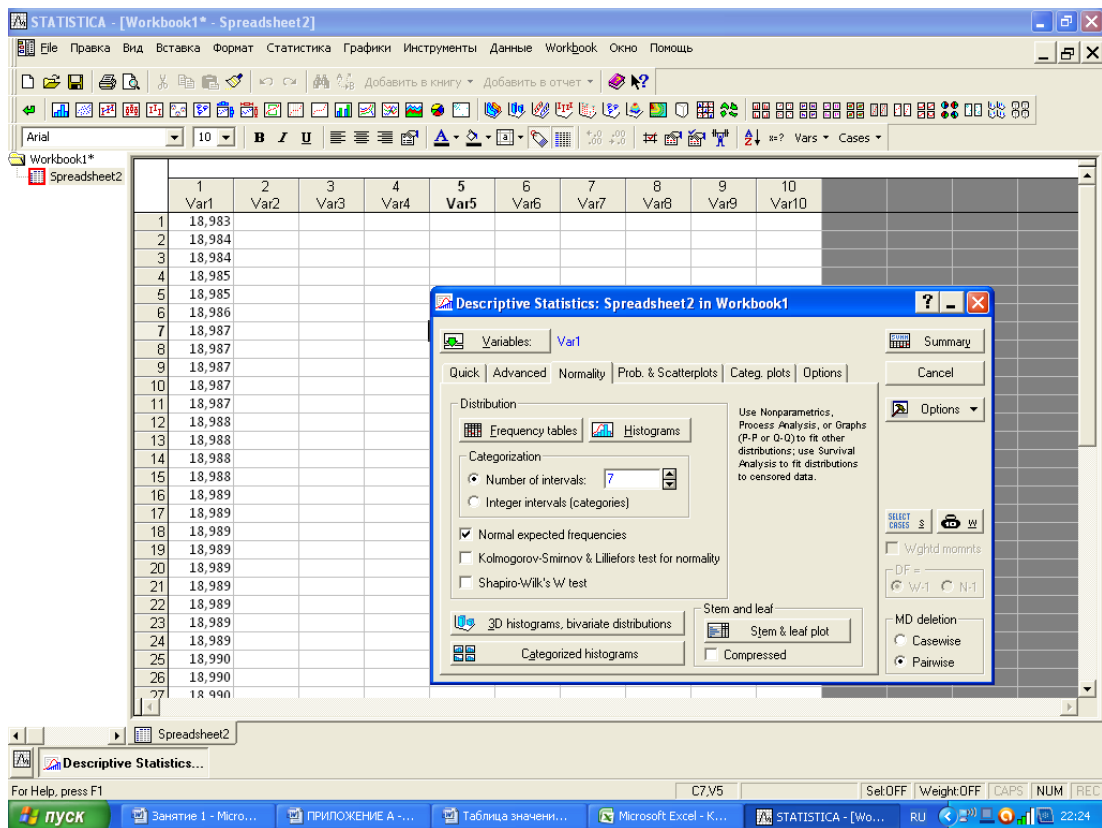 STATISTICA - [Workbook1* - Spreadsheet2]
File Правка Вид Вставка Формат Статистика Графики Инструменты Данные Workbook Окно Помощь
Добавить в книгу Добавить в отчет
Arial 10 B I U A a Vars Cases
Workbook1*
Spreadsheet2
1 2 3 4 5 6 7 8 9 10
Var1 Var2 Var3 Var4 Var5 Var6 Var7 Var8 Var9 Var10
1 18,983
2 18,984
3 18,984
4 18,985
5 18,985
6 18,986
7 18,987
8 18,987
9 18,987
10 18,987
11 18,987
12 18,988
13 18,988
14 18,988
15 18,988
16 18,989
17 18,989
18 18,989
19 18,989
20 18,989
21 18,989
22 18,989
23 18,989
24 18,989
25 18,990
26 18,990
27 18,990
Descriptive Statistics: Spreadsheet2 in Workbook1
Variables: Var1
Summary
Quick Advanced Normality Prob. & Scatterplots Categ. plots Options
Cancel
Options
Distribution
Frequency tables Histograms
Categorization
Number of intervals: 7
Integer intervals (categories)
Normal expected frequencies
Kolmogorov-Smirnov & Lilliefors test for normality
Shapiro-Wilk's W test
Use Nonparametrics,
Process Analysis, or Graphs
(P-P or Q-Q) to fit other
distributions; use Survival
Analysis to fit distributions
to censored data.
3D histograms, bivariate distributions
Categorized histograms
Stem and leaf
Stem & leaf plot
Compressed
SELECT CASES S W
Wghtd momnts
DF =
W-1 N-1
MD deletion
Casewise
Pairwise
Spreadsheet2
Descriptive Statistics...
For Help, press F1 C7,V5 Sel:OFF Weight:OFF CAPS NUM REC
пуск Занятие 1 - Micro... ПРИЛОЖЕНИЕ А -... Таблица значени... Microsoft Excel - К... STATISTICA - [Wo... RU 22:24